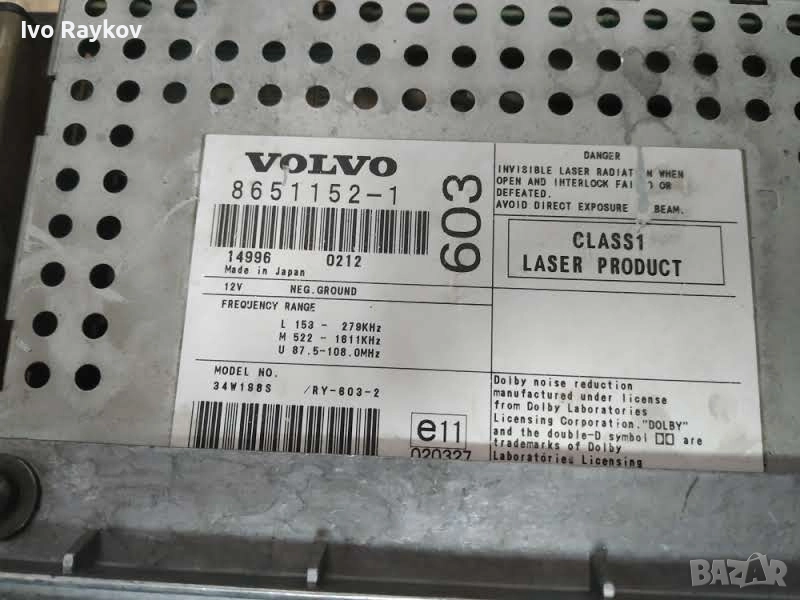 Ivo Raykov
VOLVO
8651152-1
603
14996 0212
Made in Japan
12V NEG.GROUND
FREQUENCY RANGE
L 153 - 279KHz
M 522 - 1611KHz
U 87.5-108.0MHz
MODEL NO.
34W198S /RY-603-2
e11
020327
DANGER
INVISIBLE LASER RADIATION WHEN
OPEN AND INTERLOCK OR
DEFEATED.
AVOID DIRECT EXPOSURE BEAM.
CLASS1
LASER PRODUCT
Dolby noise reduction
manufactured under license
from Dolby Laboratories
Licensing Corporation."DOLBY"
and the double-D symbol are
trademarks of Dolby
Laboratories Licensing
BAZAR